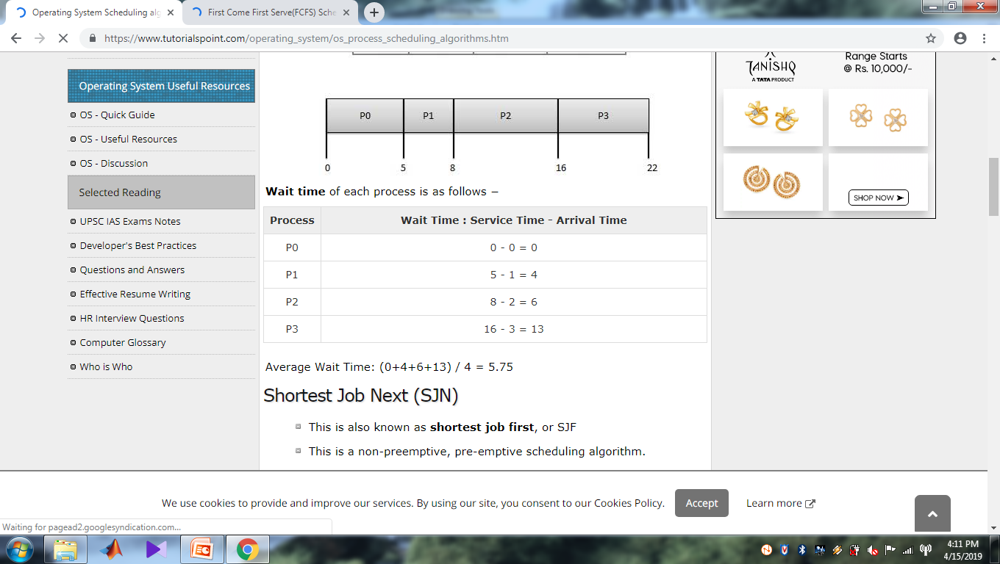 Operating System Scheduling alg
First Come First Serve(FCFS) Sche
https://www.tutorialspoint.com/operating_system/os_process_scheduling_algorithms.htm
Operating System Useful Resources
OS - Quick Guide
OS - Useful Resources
OS - Discussion
Selected Reading
UPSC IAS Exams Notes
Developer's Best Practices
Questions and Answers
Effective Resume Writing
HR Interview Questions
Computer Glossary
Who is Who
P0 P1 P2 P3
0 5 8 16 22
Wait time of each process is as follows −
Process Wait Time : Service Time - Arrival Time
P0 0 - 0 = 0
P1 5 - 1 = 4
P2 8 - 2 = 6
P3 16 - 3 = 13
Average Wait Time: (0+4+6+13) / 4 = 5.75
Shortest Job Next (SJN)
This is also known as shortest job first, or SJF
This is a non-preemptive, pre-emptive scheduling algorithm.
TANISHQ
A TATA PRODUCT
Range Starts
@ Rs. 10,000/-
SHOP NOW
We use cookies to provide and improve our services. By using our site, you consent to our Cookies Policy. Accept Learn more
Waiting for pagead2.googlesyndication.com...
4:11 PM
4/15/2019